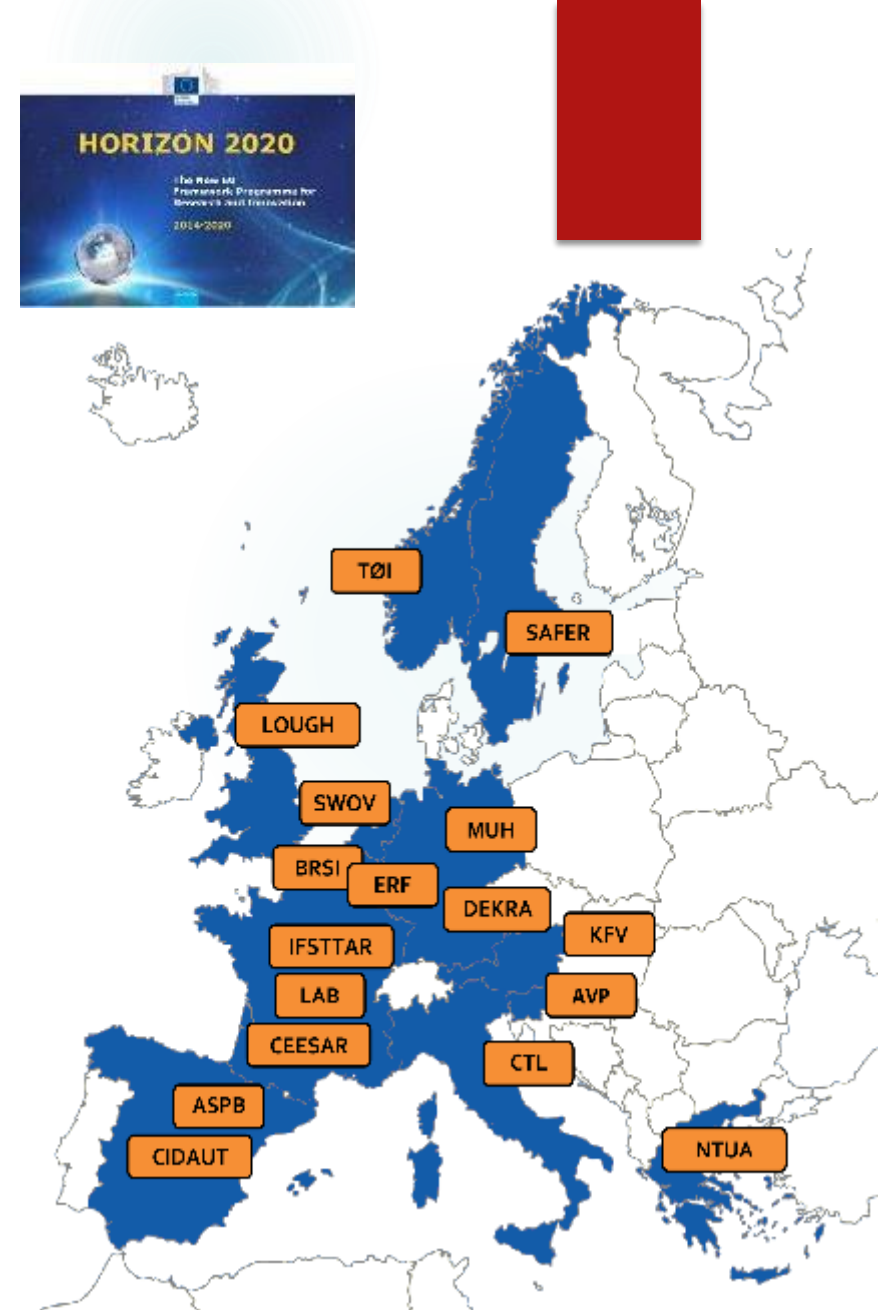 HORIZON 2020
The New EU
Framework Programme for
Research and Innovation
2014-2020
TØI
SAFER
LOUGH
SWOV
MUH
BRSI
ERF
DEKRA
KFV
IFSTTAR
LAB
AVP
CEESAR
CTL
ASPB
NTUA
CIDAUT